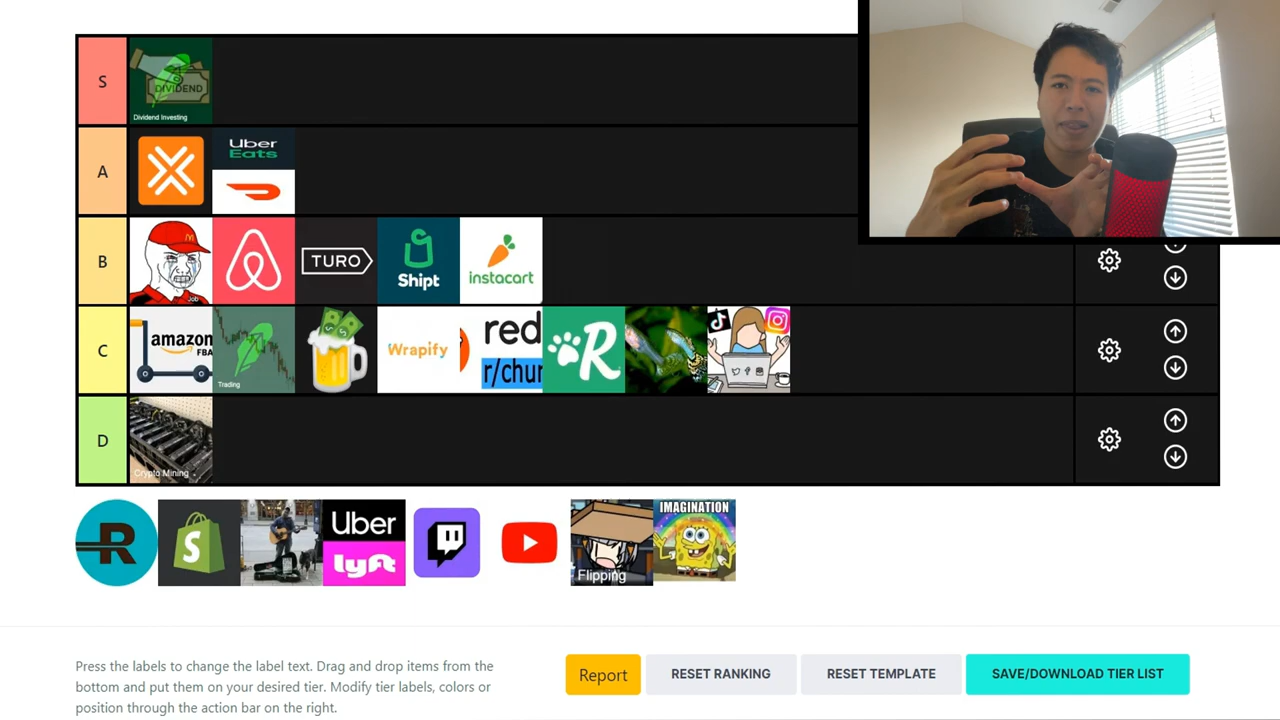 S
DIVIDEND
Dividend Investing
A
Uber
Eats
B
M
Job
TURO
Shipt
instacart
C
amazon
FBA
Trading
Wrapify
red
r/chur
R
D
Crypto Mining
R
S
Uber
lyft
Flipping
IMAGINATION
Press the labels to change the label text. Drag and drop items from the
bottom and put them on your desired tier. Modify tier labels, colors or
position through the action bar on the right.
Report
RESET RANKING
RESET TEMPLATE
SAVE/DOWNLOAD TIER LIST